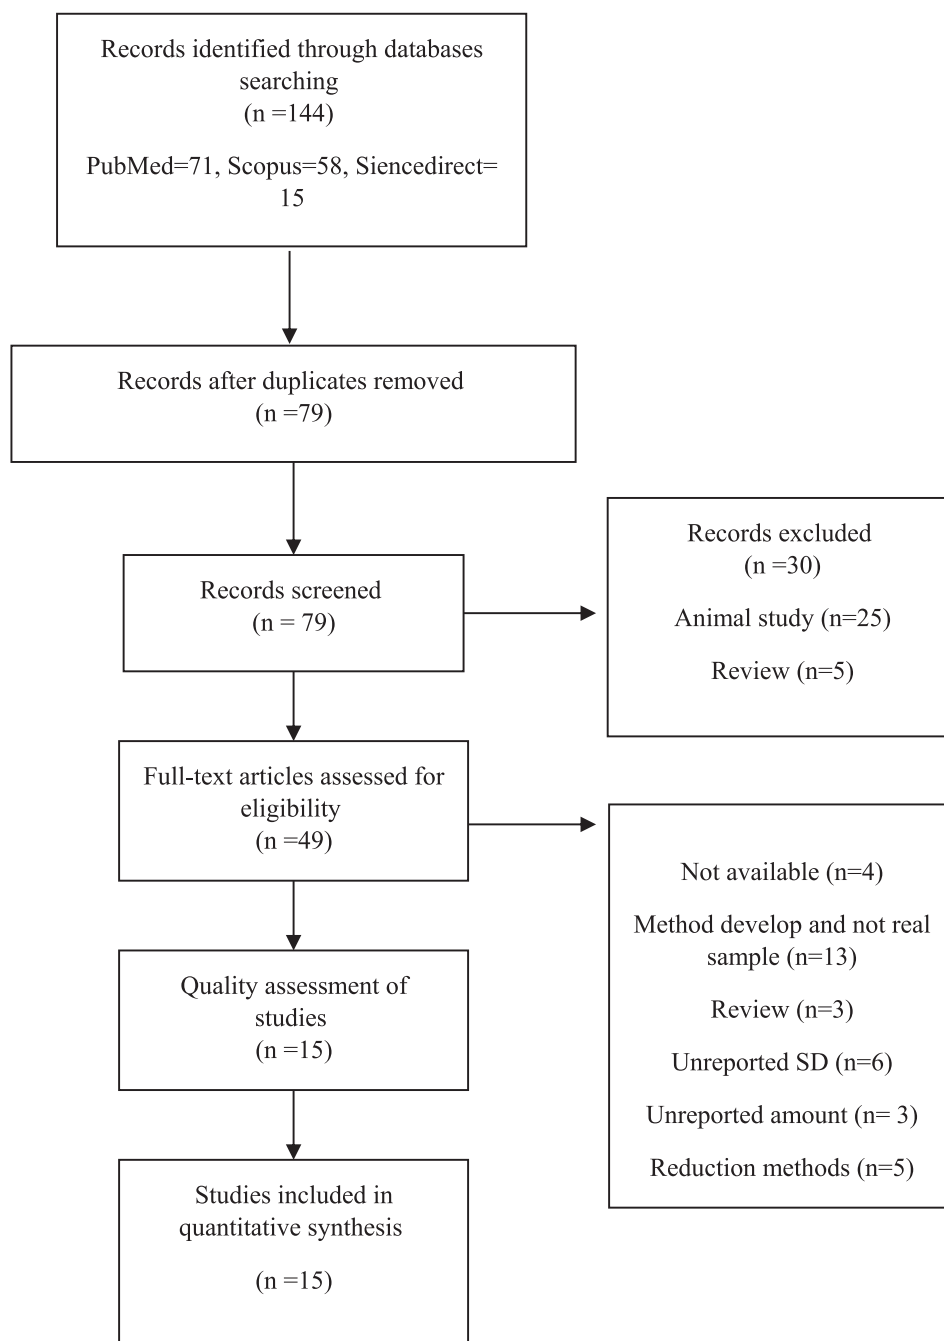 Records identified through databases
searching
(n =144)
PubMed=71, Scopus=58, Siencedirect=
15
Records after duplicates removed
(n =79)
Records screened
(n = 79)
Records excluded
(n =30)
Animal study (n=25)
Review (n=5)
Full-text articles assessed for
eligibility
(n =49)
Not available (n=4)
Method develop and not real
sample (n=13)
Review (n=3)
Unreported SD (n=6)
Unreported amount (n= 3)
Reduction methods (n=5)
Quality assessment of
studies
(n =15)
Studies included in
quantitative synthesis
(n =15)